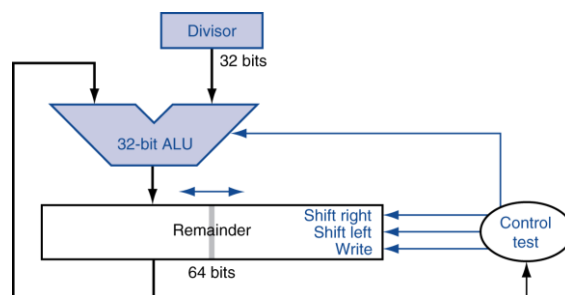 Divisor
32 bits
32-bit ALU
Remainder
Shift right
Shift left
Write
Control
test
64 bits